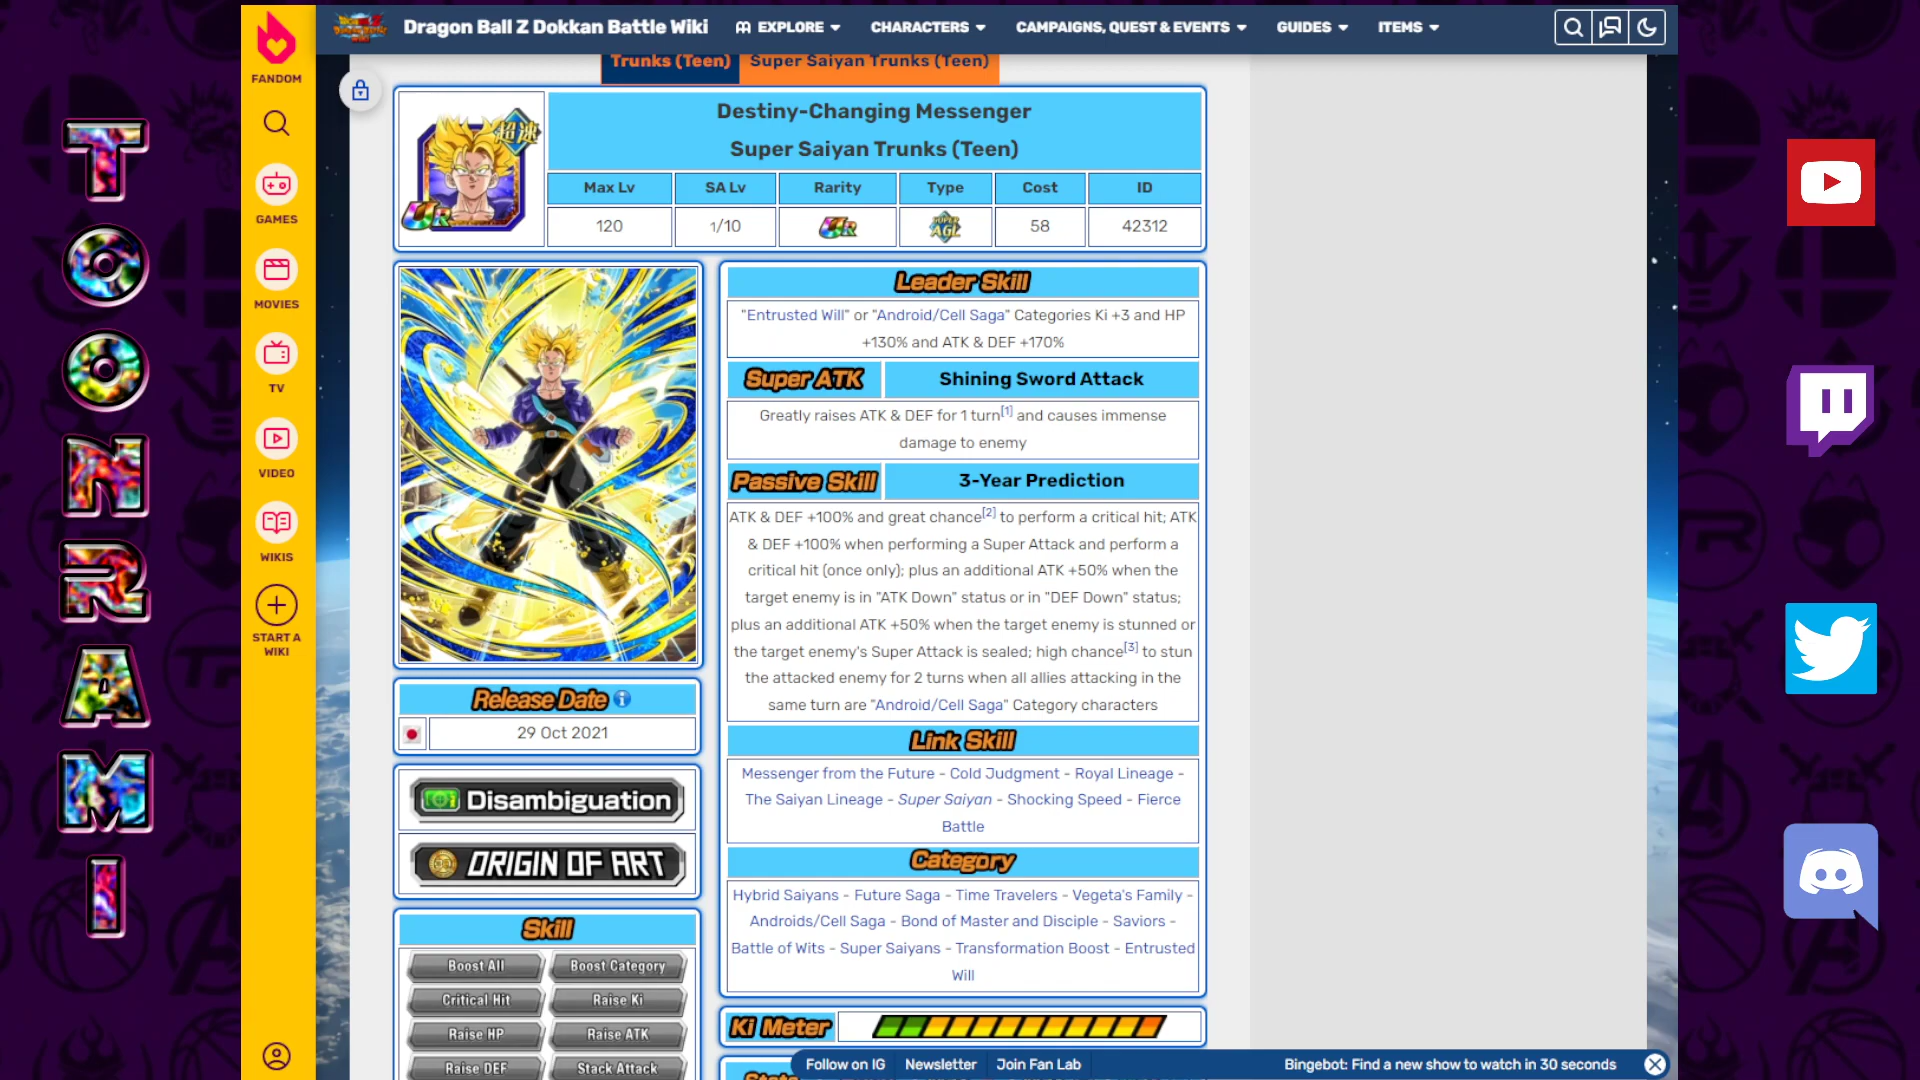 TOONRAMI
FANDOM
GAMES
MOVIES
TV
VIDEO
WIKIS
START A
WIKI
Dragon Ball Z Dokkan Battle Wiki
EXPLORE
CHARACTERS
CAMPAIGNS, QUEST & EVENTS
GUIDES
ITEMS
Trunks (Teen)
Super Saiyan Trunks (Teen)
超速
UR
Destiny-Changing Messenger
Super Saiyan Trunks (Teen)
Max Lv SA Lv Rarity Type Cost ID
120 1/10 UR SUPER AGL 58 42312
Release Date
29 Oct 2021
Disambiguation
ORIGIN OF ART
Skill
Boost All Boost Category
Critical Hit Raise Ki
Raise HP Raise ATK
Raise DEF Stack Attack
Leader Skill
"Entrusted Will" or "Android/Cell Saga" Categories Ki +3 and HP
+130% and ATK & DEF +170%
Super ATK Shining Sword Attack
Greatly raises ATK & DEF for 1 turn[1] and causes immense
damage to enemy
Passive Skill 3-Year Prediction
ATK & DEF +100% and great chance[2] to perform a critical hit; ATK
& DEF +100% when performing a Super Attack and perform a
critical hit (once only); plus an additional ATK +50% when the
target enemy is in "ATK Down" status or in "DEF Down" status;
plus an additional ATK +50% when the target enemy is stunned or
the target enemy's Super Attack is sealed; high chance[3] to stun
the attacked enemy for 2 turns when all allies attacking in the
same turn are "Android/Cell Saga" Category characters
Link Skill
Messenger from the Future - Cold Judgment - Royal Lineage -
The Saiyan Lineage - Super Saiyan - Shocking Speed - Fierce
Battle
Category
Hybrid Saiyans - Future Saga - Time Travelers - Vegeta's Family -
Androids/Cell Saga - Bond of Master and Disciple - Saviors -
Battle of Wits - Super Saiyans - Transformation Boost - Entrusted
Will
Ki Meter
Stats
Follow on IG
Newsletter
Join Fan Lab
Bingebot: Find a new show to watch in 30 seconds